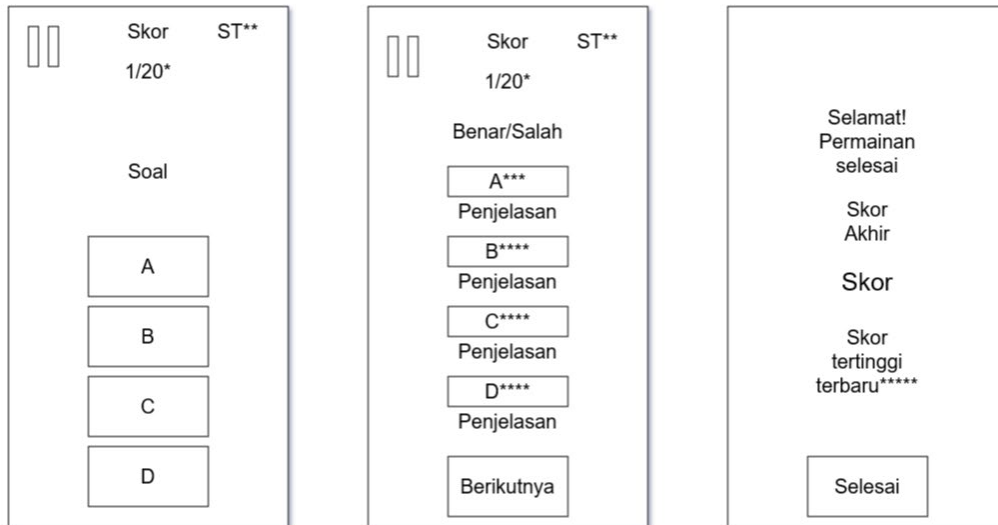 Skor ST**
1/20*
Soal
A
B
C
D
Skor ST**
1/20*
Benar/Salah
A***
Penjelasan
B****
Penjelasan
C****
Penjelasan
D****
Penjelasan
Berikutnya
Selamat!
Permainan
selesai
Skor
Akhir
Skor
Skor
tertinggi
terbaru*****
Selesai